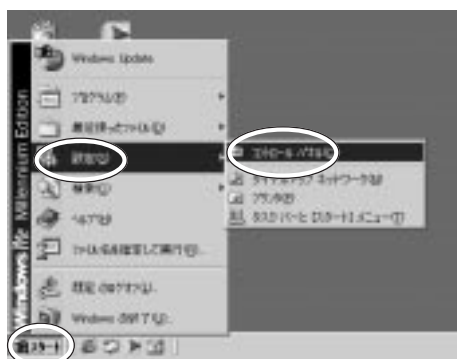 Windows Update
プログラム(P)
最近使ったファイル(D)
設定(S)
検索(C)
ヘルプ(H)
ファイル名を指定して実行(R)...
Windows の終了(U)...
コントロール パネル(C)
ダイヤルアップ ネットワーク(D)
プリンタ(P)
タスク バーと [スタート] メニュー(T)
Windows Me Millennium Edition
スタート